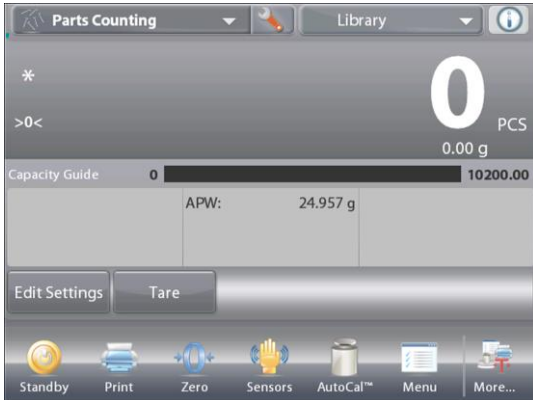 Parts Counting Library
*
0
>0< PCS
0.00 g
Capacity Guide 0 10200.00
APW: 24.957 g
Edit Settings Tare
Standby Print Zero Sensors AutoCal™ Menu More...